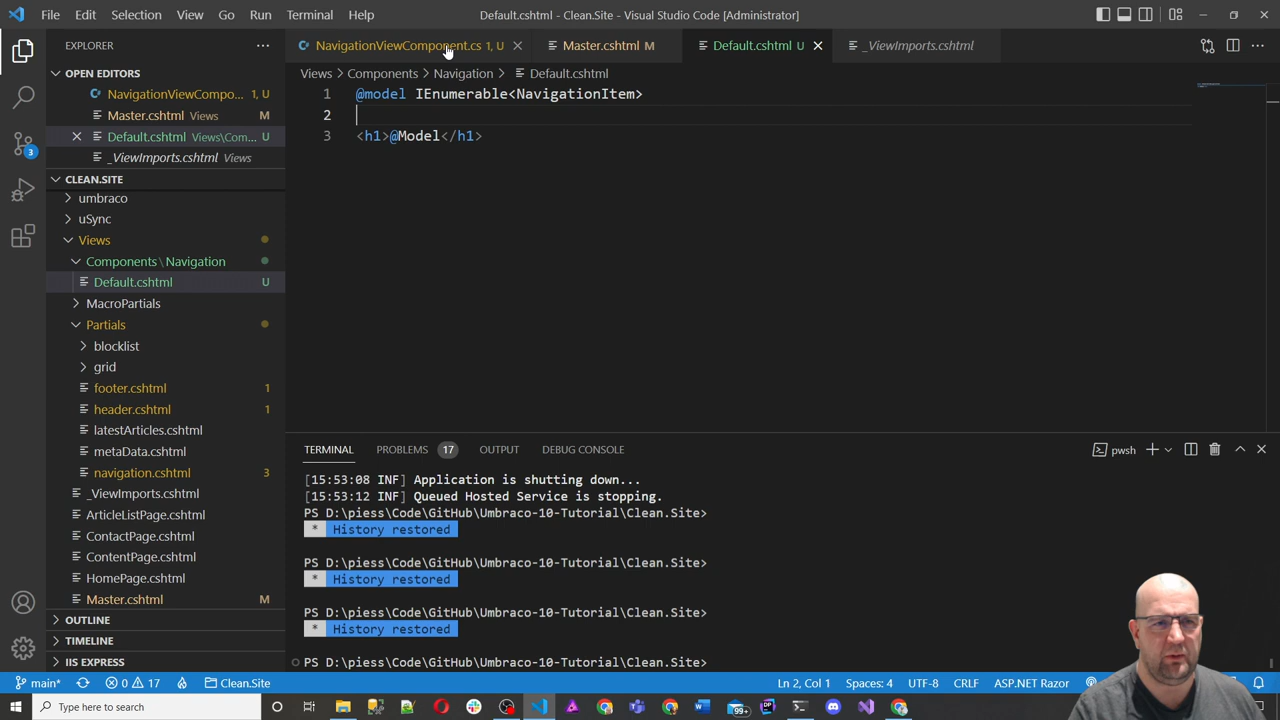 File Edit Selection View Go Run Terminal Help
Default.cshtml - Clean.Site - Visual Studio Code [Administrator]
EXPLORER
NavigationViewComponent.cs 1, U
Master.cshtml M
Default.cshtml U
_ViewImports.cshtml
OPEN EDITORS
NavigationViewCompo... 1, U
Master.cshtml Views M
Default.cshtml Views\Com... U
_ViewImports.cshtml Views
CLEAN.SITE
umbraco
uSync
Views
Components\Navigation
Default.cshtml U
MacroPartials
Partials
blocklist
grid
footer.cshtml 1
header.cshtml 1
latestArticles.cshtml
metaData.cshtml
navigation.cshtml 3
_ViewImports.cshtml
ArticleListPage.cshtml
ContactPage.cshtml
ContentPage.cshtml
HomePage.cshtml
Master.cshtml M
OUTLINE
TIMELINE
IIS EXPRESS
3
Views > Components > Navigation > Default.cshtml
1 @model IEnumerable<NavigationItem>
2
3 <h1>@Model</h1>
TERMINAL PROBLEMS 17 OUTPUT DEBUG CONSOLE
pwsh
[15:53:08 INF] Application is shutting down...
[15:53:12 INF] Queued Hosted Service is stopping.
PS D:\piess\Code\GitHub\Umbraco-10-Tutorial\Clean.Site>
* History restored
PS D:\piess\Code\GitHub\Umbraco-10-Tutorial\Clean.Site>
* History restored
PS D:\piess\Code\GitHub\Umbraco-10-Tutorial\Clean.Site>
* History restored
PS D:\piess\Code\GitHub\Umbraco-10-Tutorial\Clean.Site>
main* 0 17 Clean.Site
Ln 2, Col 1 Spaces: 4 UTF-8 CRLF ASP.NET Razor
Type here to search
99+